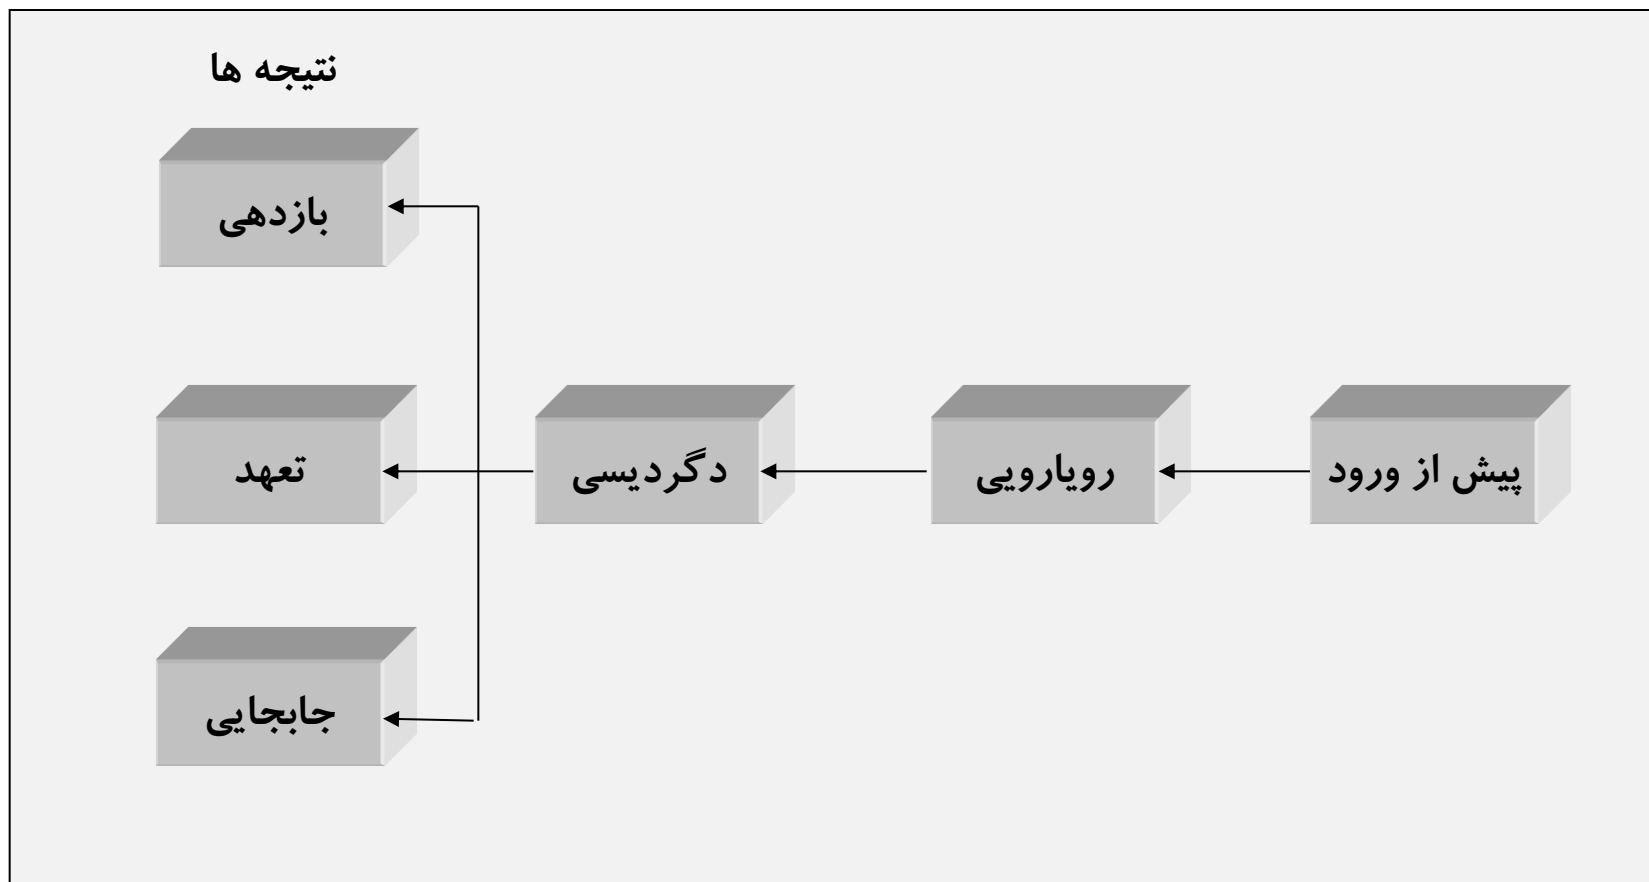 نتیجه ها
بازدهی
پیش از ورود
رویارویی
دگردیسی
تعهد
جابجایی